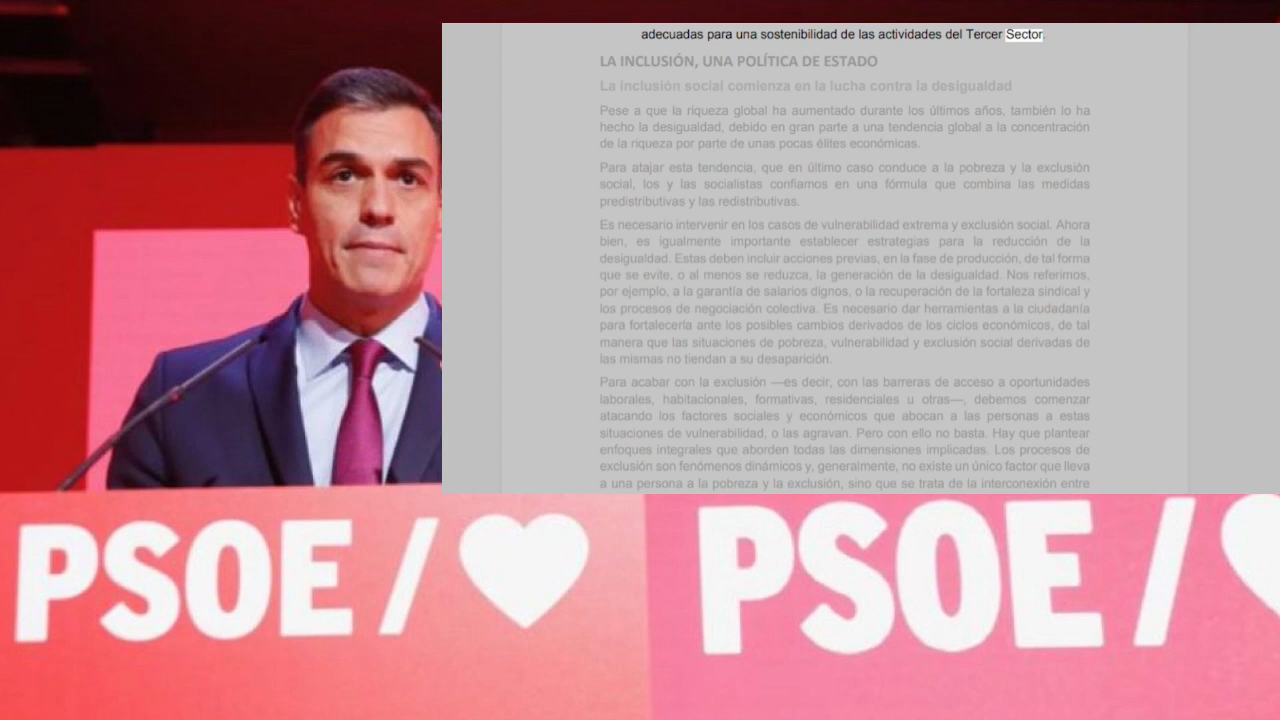 adecuadas para una sostenibilidad de las actividades del Tercer Sector.
LA INCLUSIÓN, UNA POLÍTICA DE ESTADO
La inclusión social comienza en la lucha contra la desigualdad
Pese a que la riqueza global ha aumentado durante los últimos años, también lo ha
hecho la desigualdad, debido en gran parte a una tendencia global a la concentración
de la riqueza por parte de unas pocas élites económicas.
Para atajar esta tendencia, que en último caso conduce a la pobreza y la exclusión
social, los y las socialistas confiamos en una fórmula que combina las medidas
predistributivas y las redistributivas.
Es necesario intervenir en los casos de vulnerabilidad extrema y exclusión social. Ahora
bien, es igualmente importante establecer estrategias para la reducción de la
desigualdad. Estas deben incluir acciones previas, en la fase de producción, de tal forma
que se evite, o al menos se reduzca, la generación de la desigualdad. Nos referimos,
por ejemplo, a la garantía de salarios dignos, o la recuperación de la fortaleza sindical y
los procesos de negociación colectiva. Es necesario dar herramientas a la ciudadanía
para fortalecerla ante los posibles cambios derivados de los ciclos económicos, de tal
manera que las situaciones de pobreza, vulnerabilidad y exclusión social derivadas de
las mismas no tiendan a su desaparición.
Para acabar con la exclusión —es decir, con las barreras de acceso a oportunidades
laborales, habitacionales, formativas, residenciales u otras—, debemos comenzar
atacando los factores sociales y económicos que abocan a las personas a estas
situaciones de vulnerabilidad, o las agravan. Pero con ello no basta. Hay que plantear
enfoques integrales que aborden todas las dimensiones implicadas. Los procesos de
exclusión son fenómenos dinámicos y, generalmente, no existe un único factor que lleva
a una persona a la pobreza y la exclusión, sino que se trata de la interconexión entre
PSOE/
PSOE/